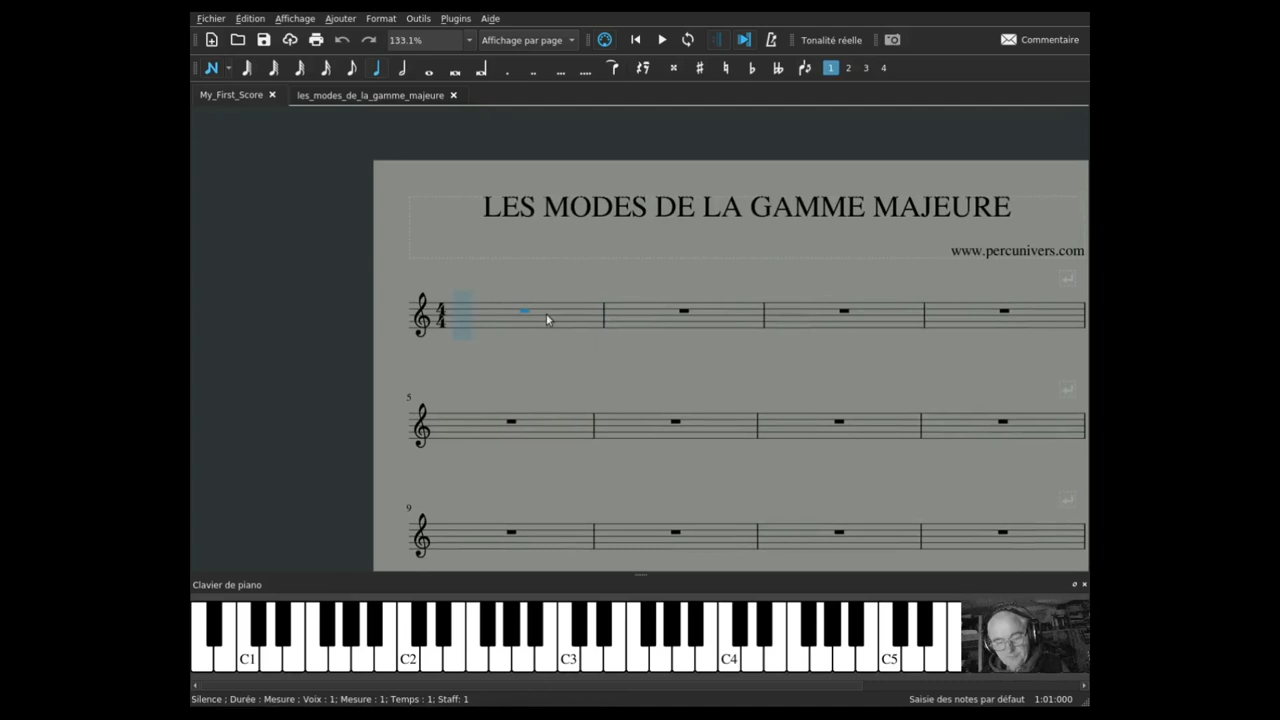 Fichier Édition Affichage Ajouter Format Outils Plugins Aide
133.1% Affichage par page Tonalité réelle Commentaire
1 2 3 4
My_First_Score les_modes_de_la_gamme_majeure
LES MODES DE LA GAMME MAJEURE
www.percunivers.com
4
4
5
9
Clavier de piano
C1 C2 C3 C4 C5
Silence ; Durée : Mesure ; Voix : 1; Mesure : 1; Temps : 1; Staff: 1 Saisie des notes par défaut 1:01:000